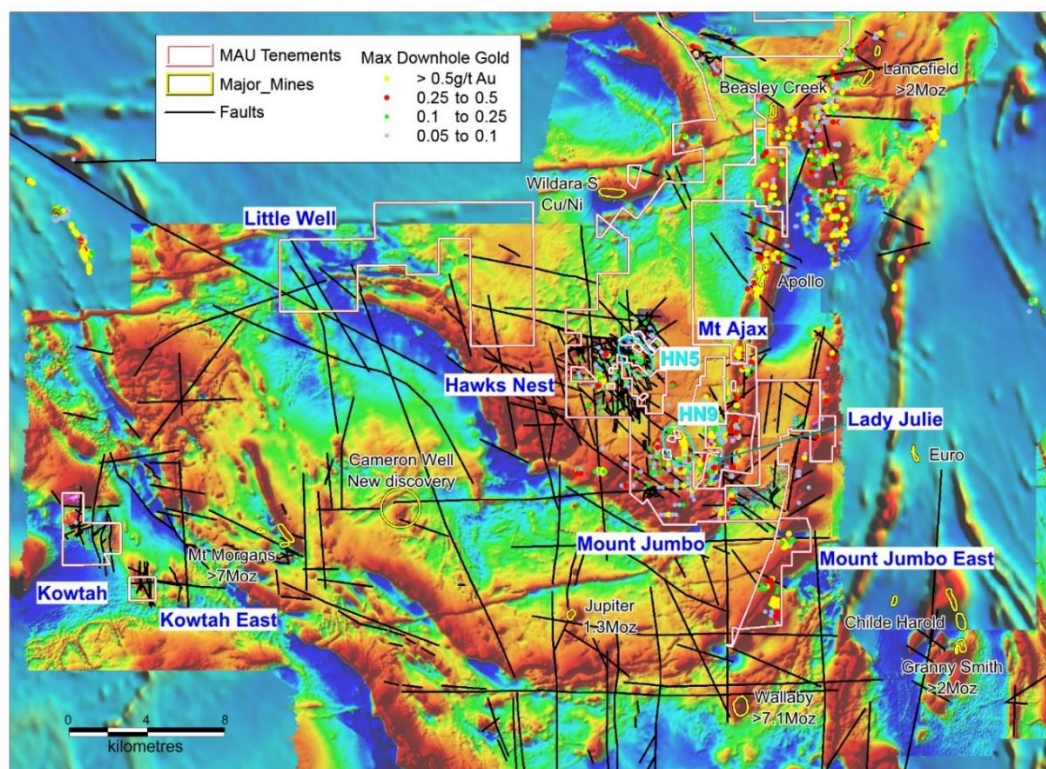 MAU Tenements
Major_Mines
Faults
Max Downhole Gold
> 0.5g/t Au
0.25 to 0.5
0.1 to 0.25
0.05 to 0.1
Lancefield
>2Moz
Beasley Creek
Wildara S
Cu/Ni
Little Well
Apollo
Mt Ajax
HN5
Hawks Nest
HN9
Lady Julie
Euro
Cameron Well
New discovery
Mount Jumbo
Mt Morgans
>7Moz
Mount Jumbo East
Kowtah
Kowtah East
Jupiter
1.3Moz
Childe Harold
Granny Smith
>2Moz
Wallaby
>7.1Moz
0 4 8
kilometres